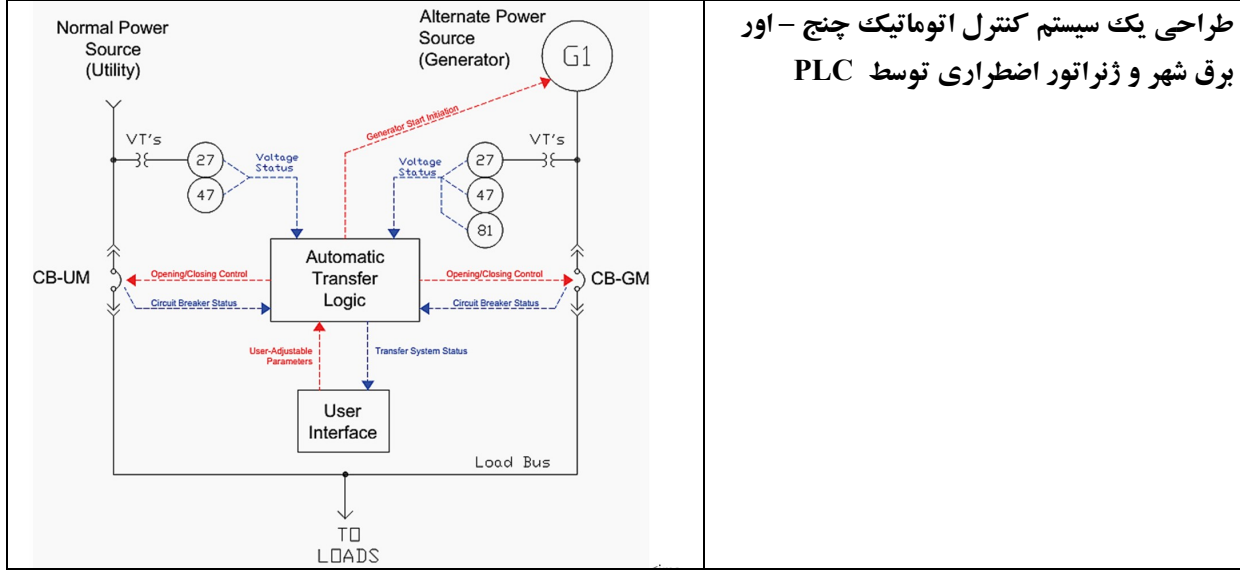 Normal Power
Source
(Utility)
Alternate Power
Source
(Generator)
G1
Generator Start Initiation
VT's
27
47
Voltage
Status
Voltage
Status
27
47
81
VT's
CB-UM
Opening/Closing Control
Circuit Breaker Status
Automatic
Transfer
Logic
Opening/Closing Control
Circuit Breaker Status
CB-GM
User-Adjustable
Parameters
Transfer System Status
User
Interface
Load Bus
TO
LOADS
طراحی یک سیستم کنترل اتوماتیک چنج – اور
برق شهر و ژنراتور اضطراری توسط PLC